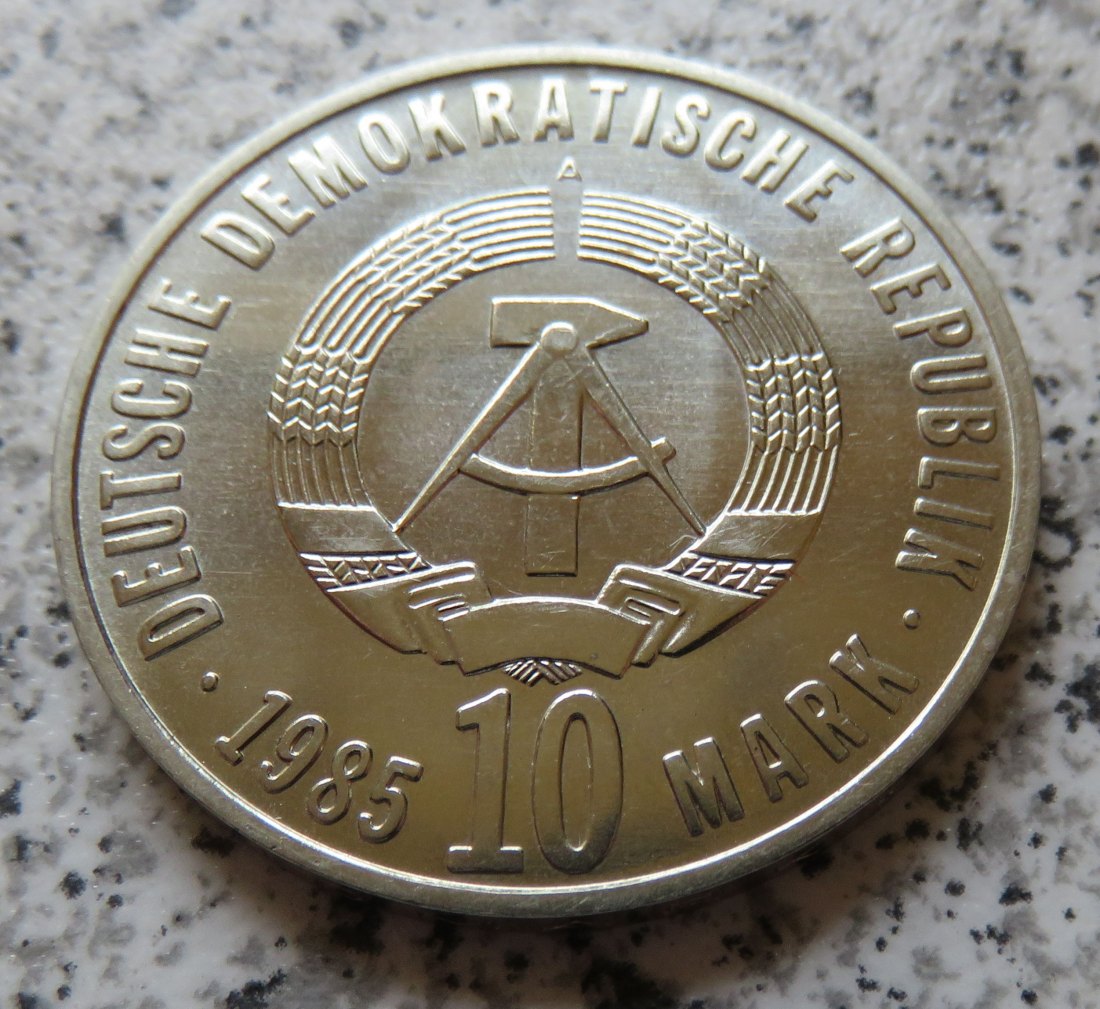 DEUTSCHE DEMOKRATISCHE REPUBLIK
· 1985 10 MARK ·
A